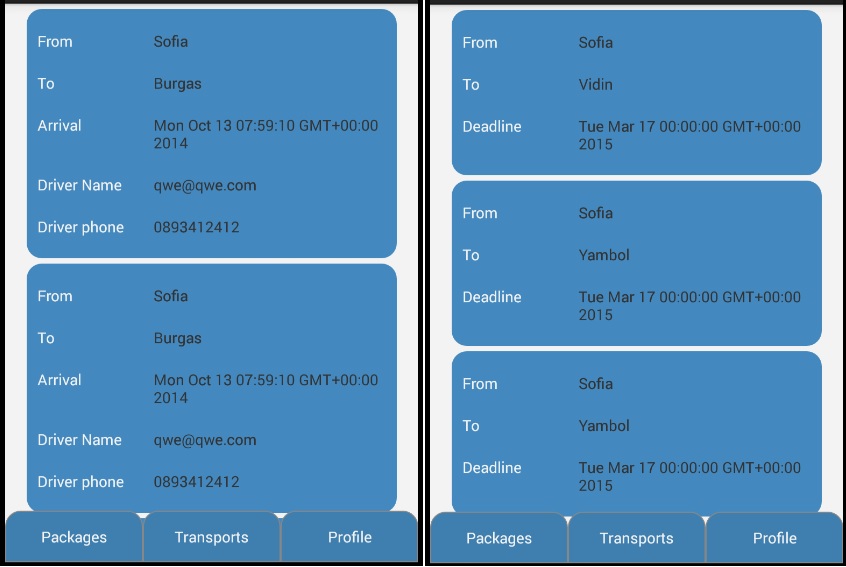 From Sofia
To Burgas
Arrival Mon Oct 13 07:59:10 GMT+00:00
2014
Driver Name qwe@qwe.com
Driver phone 0893412412
From Sofia
To Burgas
Arrival Mon Oct 13 07:59:10 GMT+00:00
2014
Driver Name qwe@qwe.com
Driver phone 0893412412
Packages Transports Profile
From Sofia
To Vidin
Deadline Tue Mar 17 00:00:00 GMT+00:00
2015
From Sofia
To Yambol
Deadline Tue Mar 17 00:00:00 GMT+00:00
2015
From Sofia
To Yambol
Deadline Tue Mar 17 00:00:00 GMT+00:00
2015
Packages Transports Profile